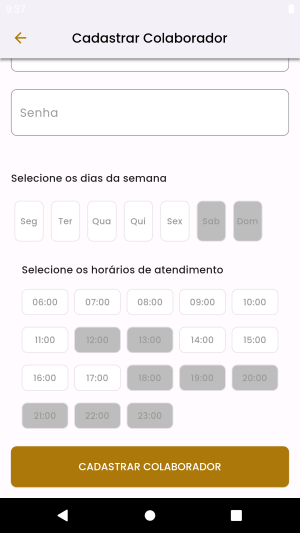 9:37
Cadastrar Colaborador
Senha
Selecione os dias da semana
Seg Ter Qua Qui Sex Sab Dom
Selecione os horários de atendimento
06:00 07:00 08:00 09:00 10:00
11:00 12:00 13:00 14:00 15:00
16:00 17:00 18:00 19:00 20:00
21:00 22:00 23:00
CADASTRAR COLABORADOR